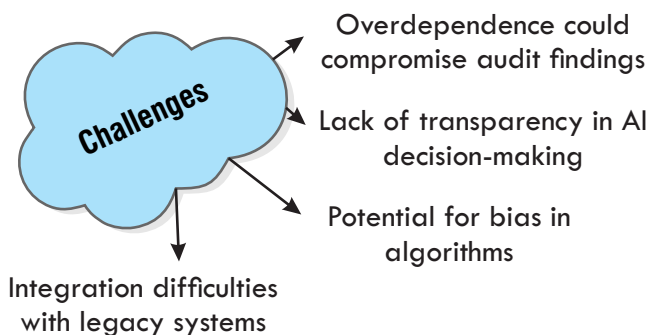 Challenges
Overdependence could
compromise audit findings
Lack of transparency in AI
decision-making
Potential for bias in
algorithms
Integration difficulties
with legacy systems